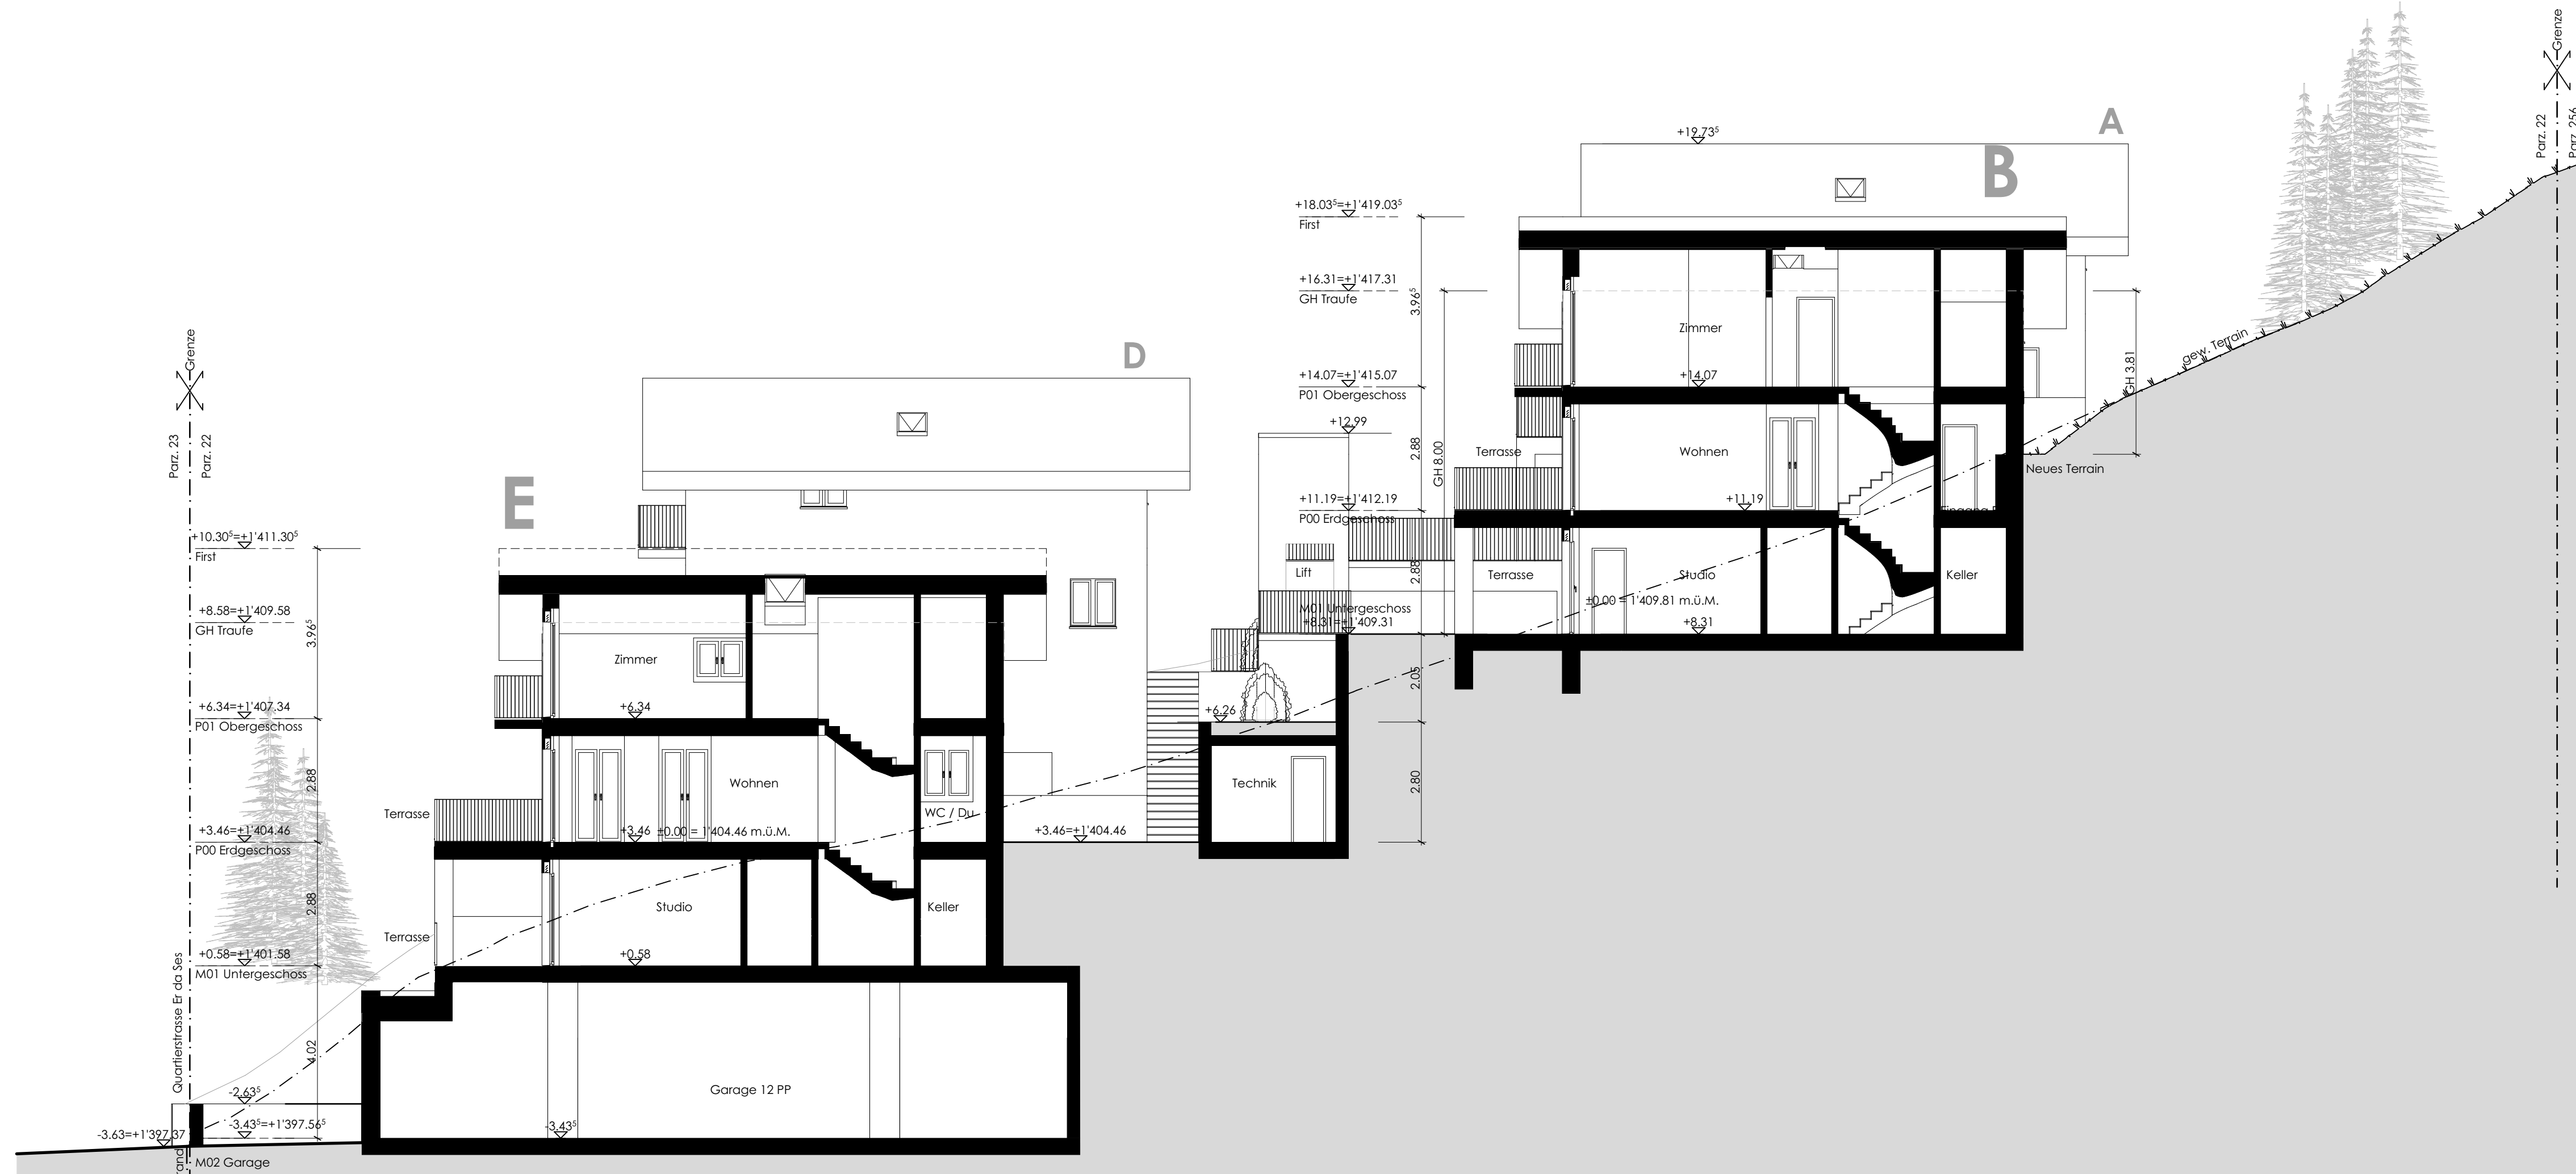 Grenze
Parz. 22
Parz. 256
A
+19.73⁵
B
+18.03⁵=+1'419.03⁵
First
+16.31=+1'417.31
GH Traufe
3.96⁵
Zimmer
gew. Terrain
GH 3.81
+14.07=+1'415.07
P01 Obergeschoss
+14.07
+12.99
2.88
GH 8.00
Terrasse
Wohnen
Neues Terrain
+11.19=+1'412.19
P00 Erdgeschoss
+11.19
Eingang
Lift
2.88
Terrasse
Studio
Keller
±0.00 = 1'409.81 m.ü.M.
M01 Untergeschoss
+8.31=+1'409.31
+8.31
2.05
+6.26
Technik
2.80
Grenze
Parz. 23
Parz. 22
D
E
+10.30⁵=+1'411.30⁵
First
+8.58=+1'409.58
GH Traufe
3.96⁵
Zimmer
+6.34=+1'407.34
P01 Obergeschoss
+6.34
2.88
Wohnen
Terrasse
WC / Du
+3.46=+1'404.46
P00 Erdgeschoss
+3.46
±0.00 = 1'404.46 m.ü.M.
+3.46=+1'404.46
2.88
Studio
Keller
Terrasse
+0.58=+1'401.58
M01 Untergeschoss
+0.58
Quartierstrasse Er da Ses
4.02
Garage 12 PP
-2.63⁵
-3.43⁵=+1'397.56⁵
-3.43⁵
-3.63=+1'397.37
M02 Garage